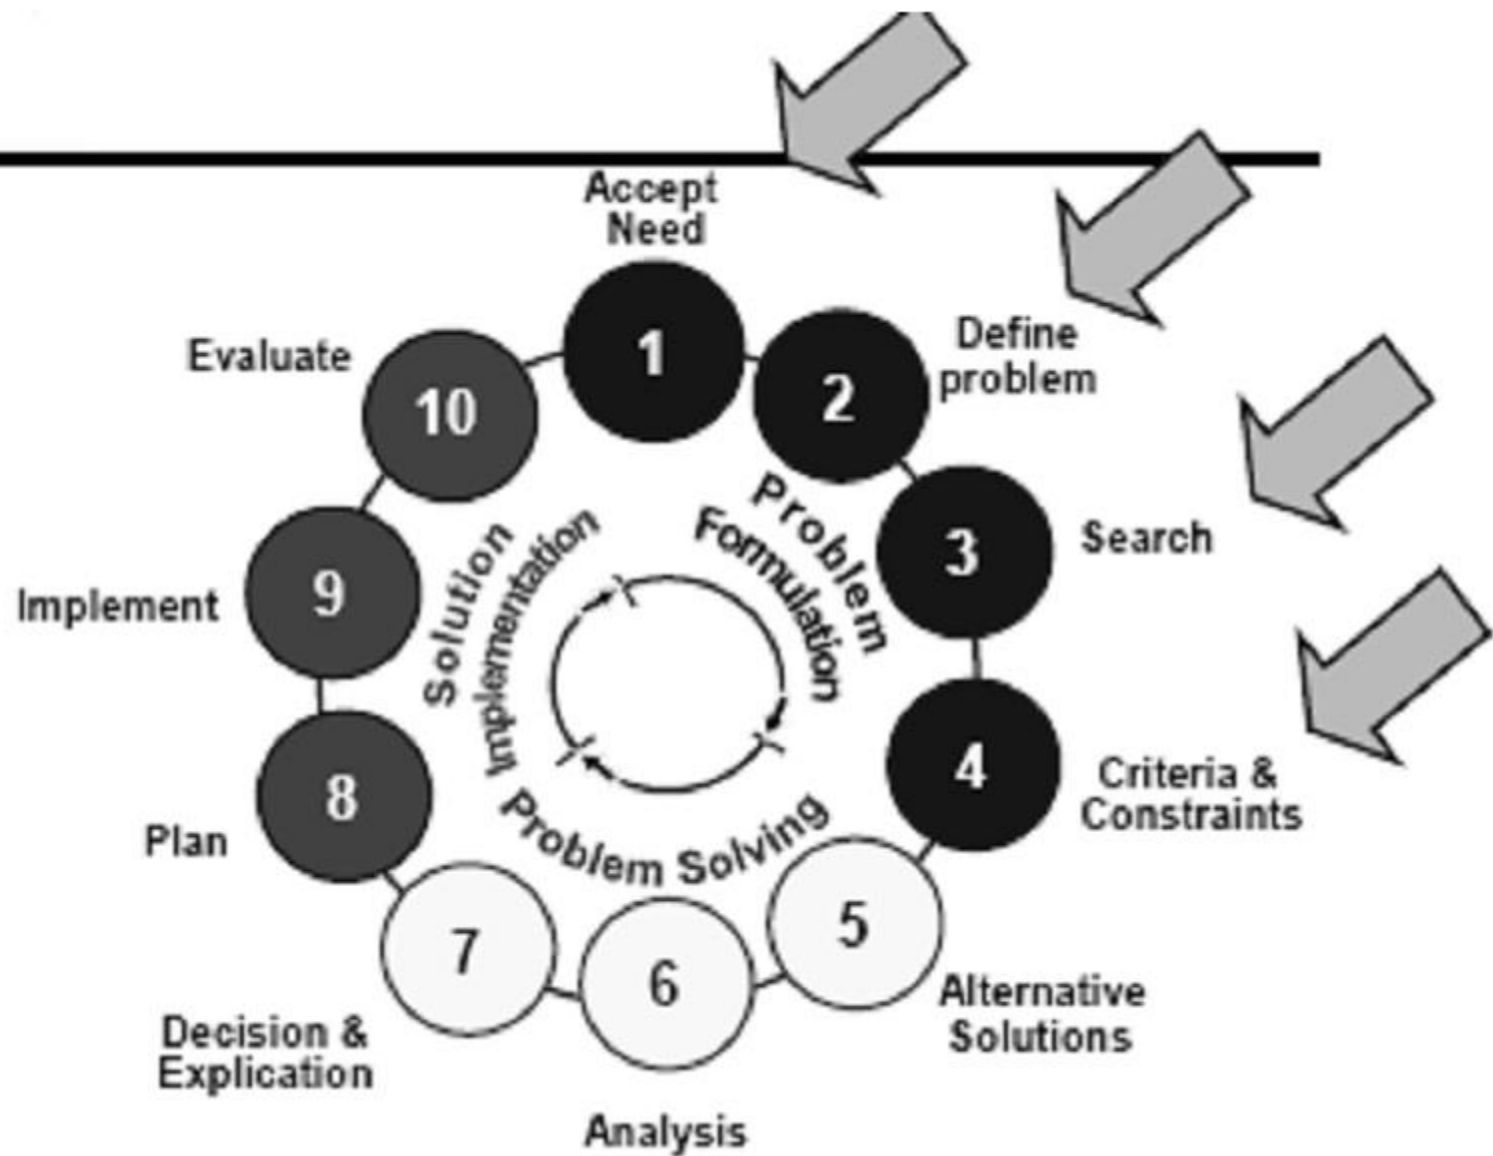 Accept
Need
1
2
Define
problem
3
Search
4
Criteria &
Constraints
5
Alternative
Solutions
6
Analysis
7
Decision &
Explication
8
Plan
9
Implement
10
Evaluate
Problem
Formulation
Problem Solving
Solution
Implementation